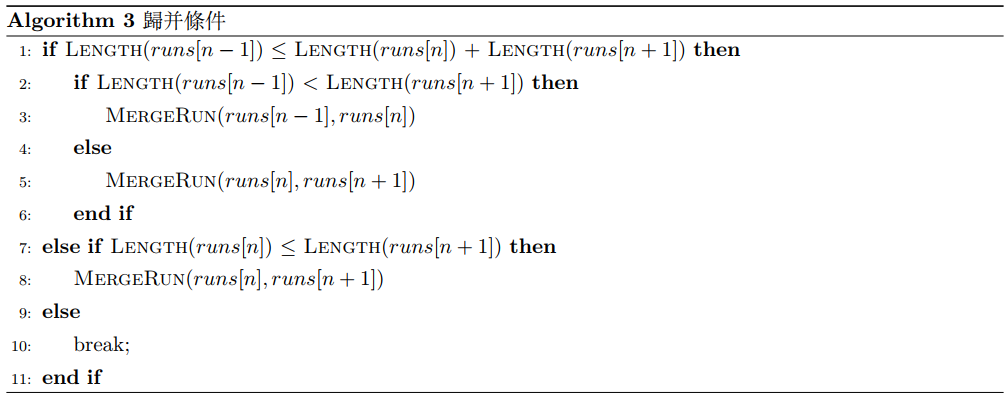 Algorithm 3 歸并條件
1: if LENGTH(runs[n − 1]) ≤ LENGTH(runs[n]) + LENGTH(runs[n + 1]) then
2: if LENGTH(runs[n − 1]) < LENGTH(runs[n + 1]) then
3: MERGERUN(runs[n − 1], runs[n])
4: else
5: MERGERUN(runs[n], runs[n + 1])
6: end if
7: else if LENGTH(runs[n]) ≤ LENGTH(runs[n + 1]) then
8: MERGERUN(runs[n], runs[n + 1])
9: else
10: break;
11: end if